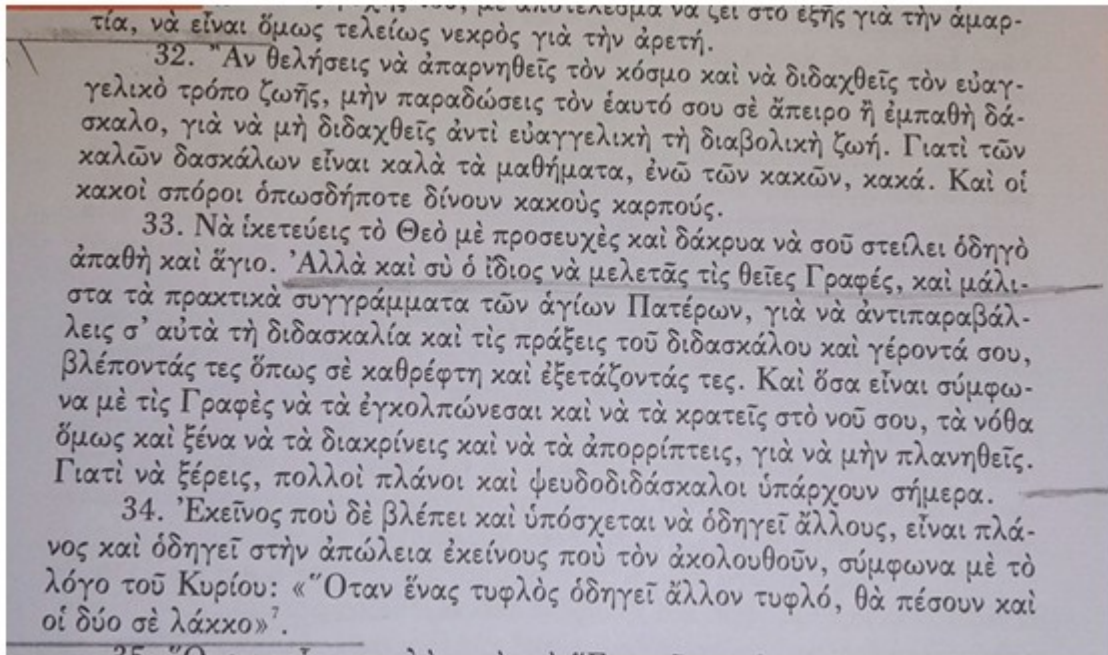 με ἀποτέλεσμα νὰ ζεῖ στὸ ἑξῆς γιὰ τὴν ἁμαρ-
τία, νὰ εἶναι ὅμως τελείως νεκρὸς γιὰ τὴν ἀρετή.
32. Ἂν θελήσεις νὰ ἀπαρνηθεῖς τὸν κόσμο καὶ νὰ διδαχθεῖς τὸν εὐαγ-
γελικὸ τρόπο ζωῆς, μὴν παραδώσεις τὸν ἑαυτό σου σὲ ἄπειρο ἢ ἐμπαθὴ δά-
σκαλο, γιὰ νὰ μὴ διδαχθεῖς ἀντὶ εὐαγγελικὴ τὴ διαβολικὴ ζωή. Γιατὶ τῶν
καλῶν δασκάλων εἶναι καλὰ τὰ μαθήματα, ἐνῶ τῶν κακῶν, κακά. Καὶ οἱ
κακοὶ σπόροι ὁπωσδήποτε δίνουν κακοὺς καρπούς.
33. Νὰ ἱκετεύεις τὸ Θεὸ μὲ προσευχὲς καὶ δάκρυα νὰ σοῦ στείλει ὁδηγὸ
ἀπαθὴ καὶ ἅγιο. Ἀλλὰ καὶ σὺ ὁ ἴδιος νὰ μελετᾶς τὶς θεῖες Γραφές, καὶ μάλι-
στα τὰ πρακτικὰ συγγράμματα τῶν ἁγίων Πατέρων, γιὰ νὰ ἀντιπαραβάλ-
λεις σ' αὐτὰ τὴ διδασκαλία καὶ τὶς πράξεις τοῦ διδασκάλου καὶ γέροντά σου,
βλέποντάς τες ὅπως σὲ καθρέφτη καὶ ἐξετάζοντάς τες. Καὶ ὅσα εἶναι σύμφω-
να μὲ τὶς Γραφὲς νὰ τὰ ἐγκολπώνεσαι καὶ νὰ τὰ κρατεῖς στὸ νοῦ σου, τὰ νόθα
ὅμως καὶ ξένα νὰ τὰ διακρίνεις καὶ νὰ τὰ ἀπορρίπτεις, γιὰ νὰ μὴν πλανηθεῖς.
Γιατὶ νὰ ξέρεις, πολλοὶ πλάνοι καὶ ψευδοδιδάσκαλοι ὑπάρχουν σήμερα.
34. Ἐκεῖνος ποὺ δὲ βλέπει καὶ ὑπόσχεται νὰ ὁδηγεῖ ἄλλους, εἶναι πλά-
νος καὶ ὁδηγεῖ στὴν ἀπώλεια ἐκείνους ποὺ τὸν ἀκολουθοῦν, σύμφωνα μὲ τὸ
λόγο τοῦ Κυρίου: «Ὅταν ἕνας τυφλὸς ὁδηγεῖ ἄλλον τυφλό, θὰ πέσουν καὶ
οἱ δύο σὲ λάκκο»⁷.